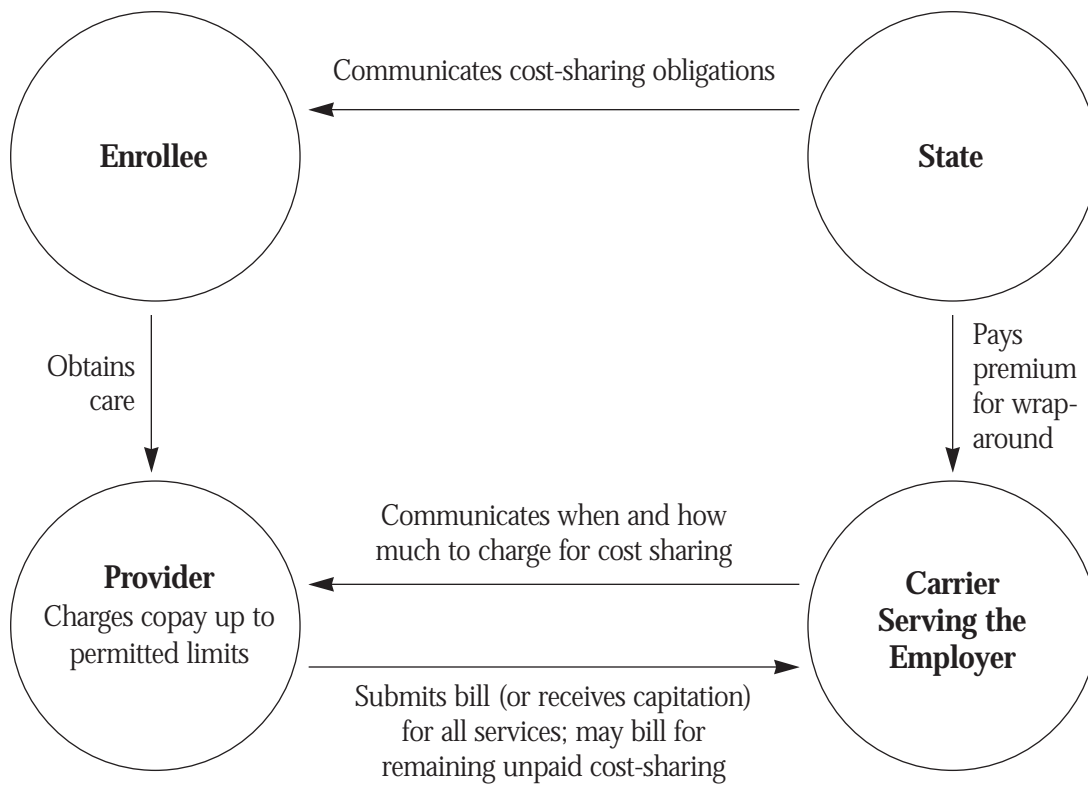 Communicates cost-sharing obligations
Enrollee
State
Obtains
care
Pays
premium
for wrap-
around
Communicates when and how
much to charge for cost sharing
Provider
Charges copay up to
permitted limits
Carrier
Serving the
Employer
Submits bill (or receives capitation)
for all services; may bill for
remaining unpaid cost-sharing